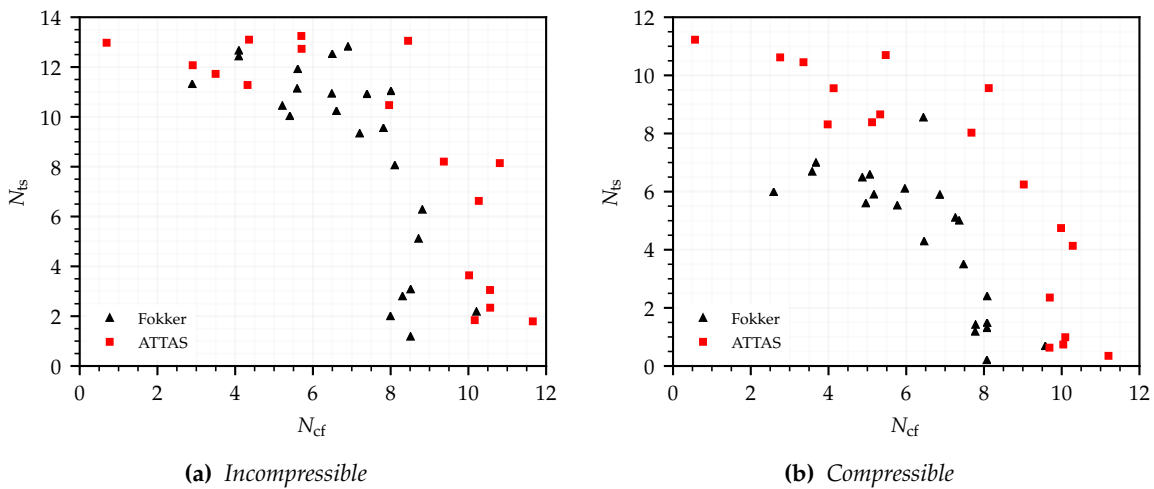 14
12
10
8
6
4
2
0
N_ts
Fokker
ATTAS
0 2 4 6 8 10 12
N_cf
(a) Incompressible
12
10
8
6
4
2
0
N_ts
Fokker
ATTAS
0 2 4 6 8 10 12
N_cf
(b) Compressible